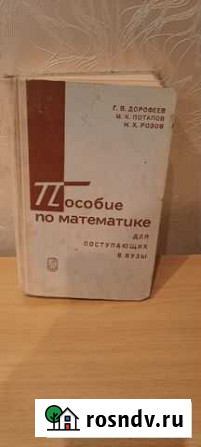 Г. В. ДОРОФЕЕВ
М. К. ПОТАПОВ
Н. Х. РОЗОВ
Пособие
по математике
ДЛЯ
ПОСТУПАЮЩИХ
В ВУЗЫ
rosndv.ru